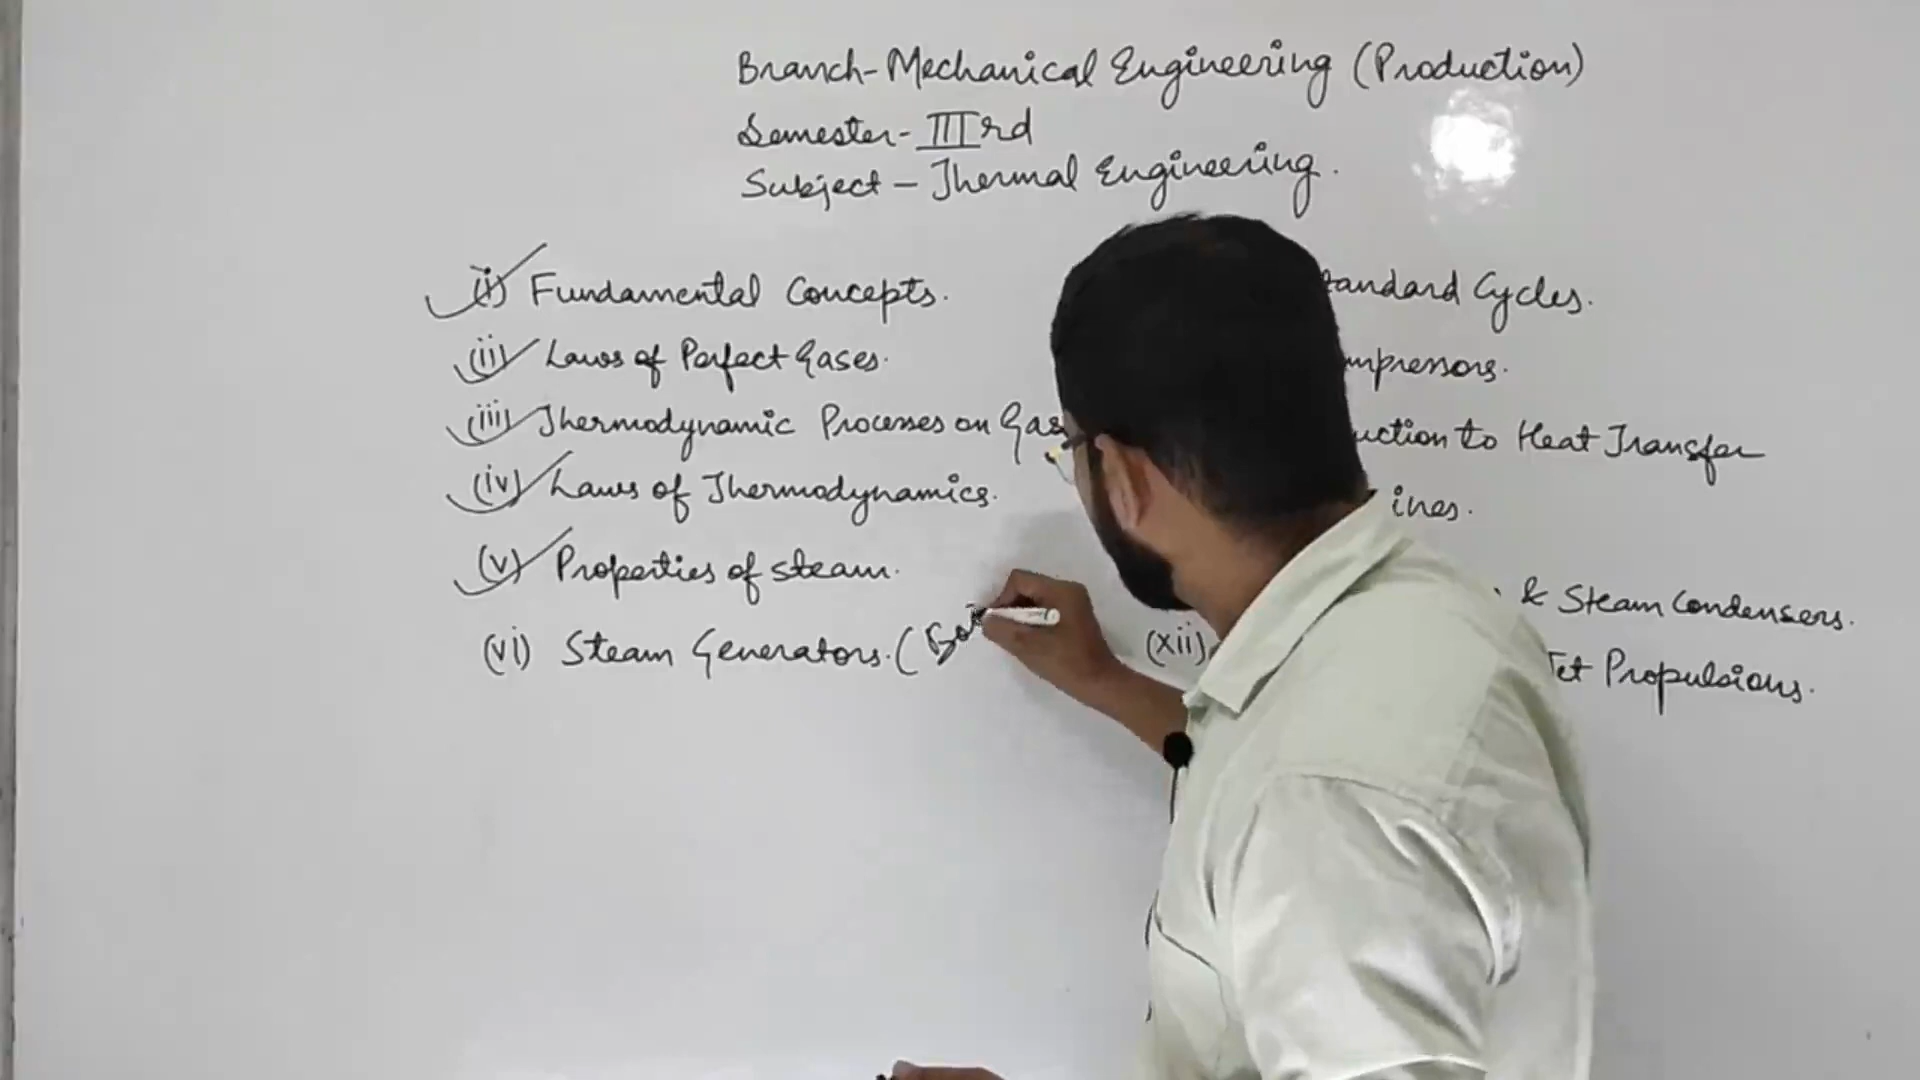 Branch-Mechanical Engineering (Production)
Semester-IIIrd
Subject - Thermal Engineering.
(i) Fundamental Concepts.
(ii) Laws of Perfect Gases.
(iii) Thermodynamic Processes on Gas
(iv) Laws of Thermodynamics.
(v) Properties of steam.
(vi) Steam Generators. (Bo
tandard Cycles.
mpressors.
uction to Heat Transfer
ines.
& Steam Condensers.
(xii) Jet Propulsions.